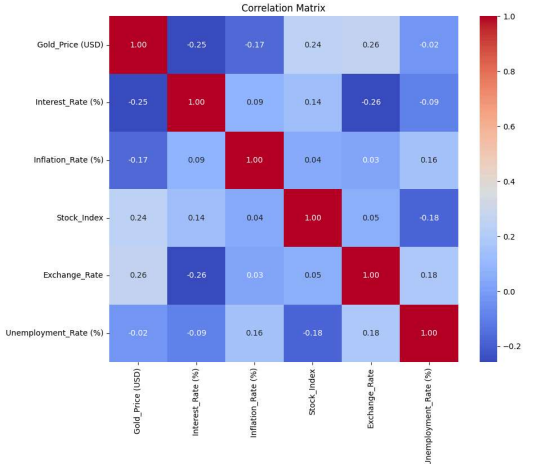 Correlation Matrix
Gold_Price (USD) 1.00 -0.25 -0.17 0.24 0.26 -0.02
Interest_Rate (%) -0.25 1.00 0.09 0.14 -0.26 -0.09
Inflation_Rate (%) -0.17 0.09 1.00 0.04 0.03 0.16
Stock_Index 0.24 0.14 0.04 1.00 0.05 -0.18
Exchange_Rate 0.26 -0.26 0.03 0.05 1.00 0.18
Unemployment_Rate (%) -0.02 -0.09 0.16 -0.18 0.18 1.00
Gold_Price (USD)
Interest_Rate (%)
Inflation_Rate (%)
Stock_Index
Exchange_Rate
Unemployment_Rate (%)
1.0
0.8
0.6
0.4
0.2
0.0
−0.2